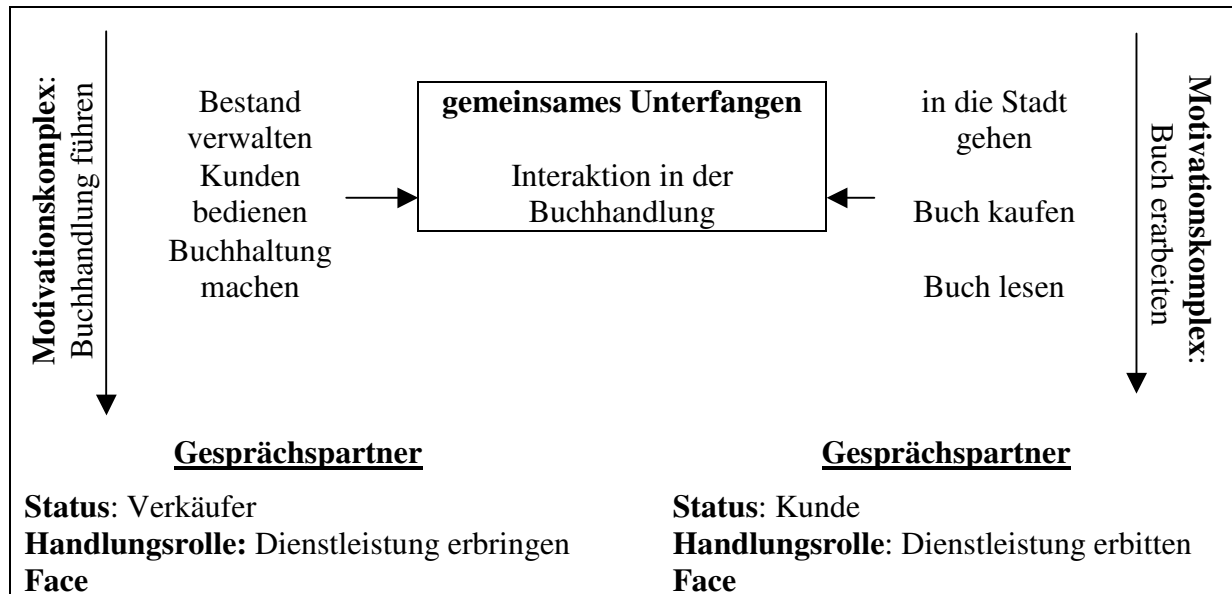 Motivationskomplex:
Buchhandlung führen
Bestand
verwalten
Kunden
bedienen
Buchhaltung
machen
gemeinsames Unterfangen
Interaktion in der
Buchhandlung
in die Stadt
gehen
Buch kaufen
Buch lesen
Motivationskomplex:
Buch erarbeiten
Gesprächspartner
Status: Verkäufer
Handlungsrolle: Dienstleistung erbringen
Face
Gesprächspartner
Status: Kunde
Handlungsrolle: Dienstleistung erbitten
Face